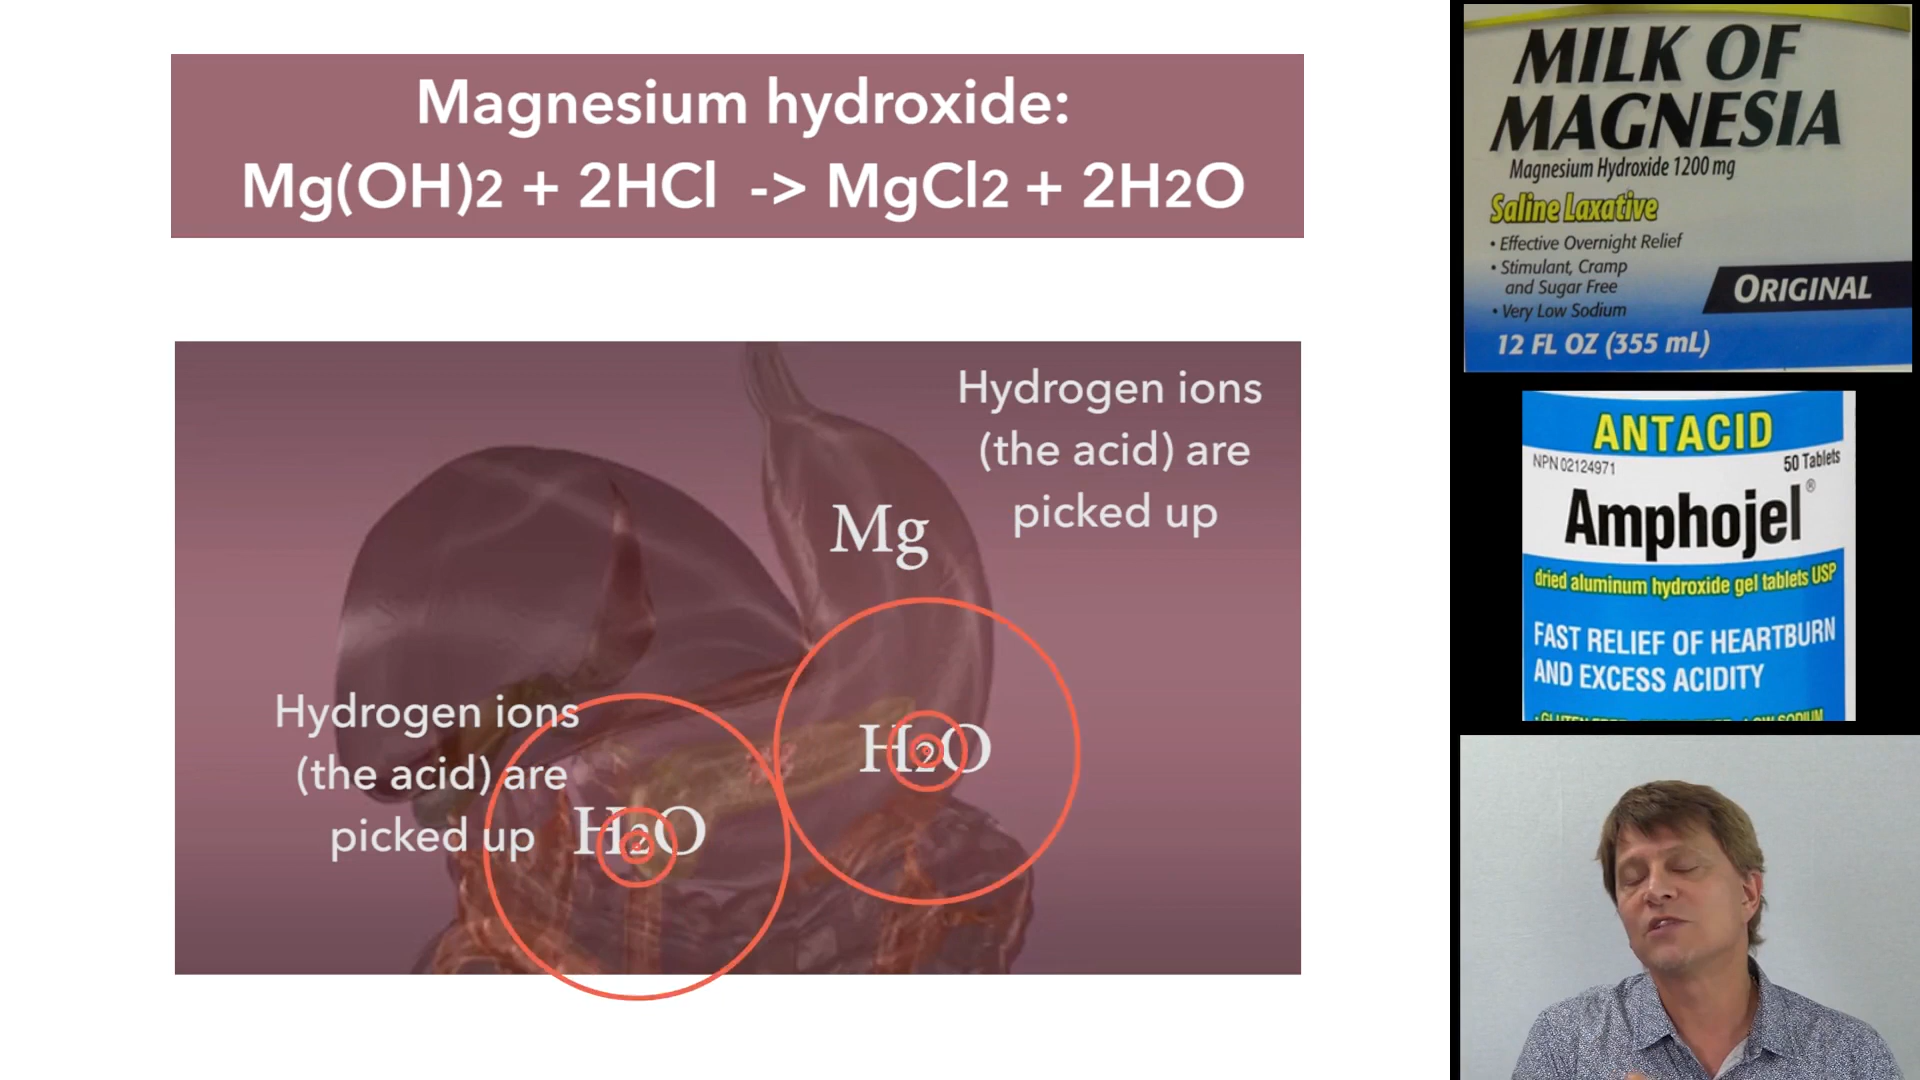 Magnesium hydroxide:
Mg(OH)2 + 2HCl -> MgCl2 + 2H2O
Hydrogen ions
(the acid) are
picked up
Mg
H2O
Hydrogen ions
(the acid) are
picked up
H2O
MILK OF
MAGNESIA
Magnesium Hydroxide 1200 mg
Saline Laxative
• Effective Overnight Relief
• Stimulant, Cramp
and Sugar Free
• Very Low Sodium
ORIGINAL
12 FL OZ (355 mL)
ANTACID
NPN 02124971
50 Tablets
Amphojel®
dried aluminum hydroxide gel tablets USP
FAST RELIEF OF HEARTBURN
AND EXCESS ACIDITY